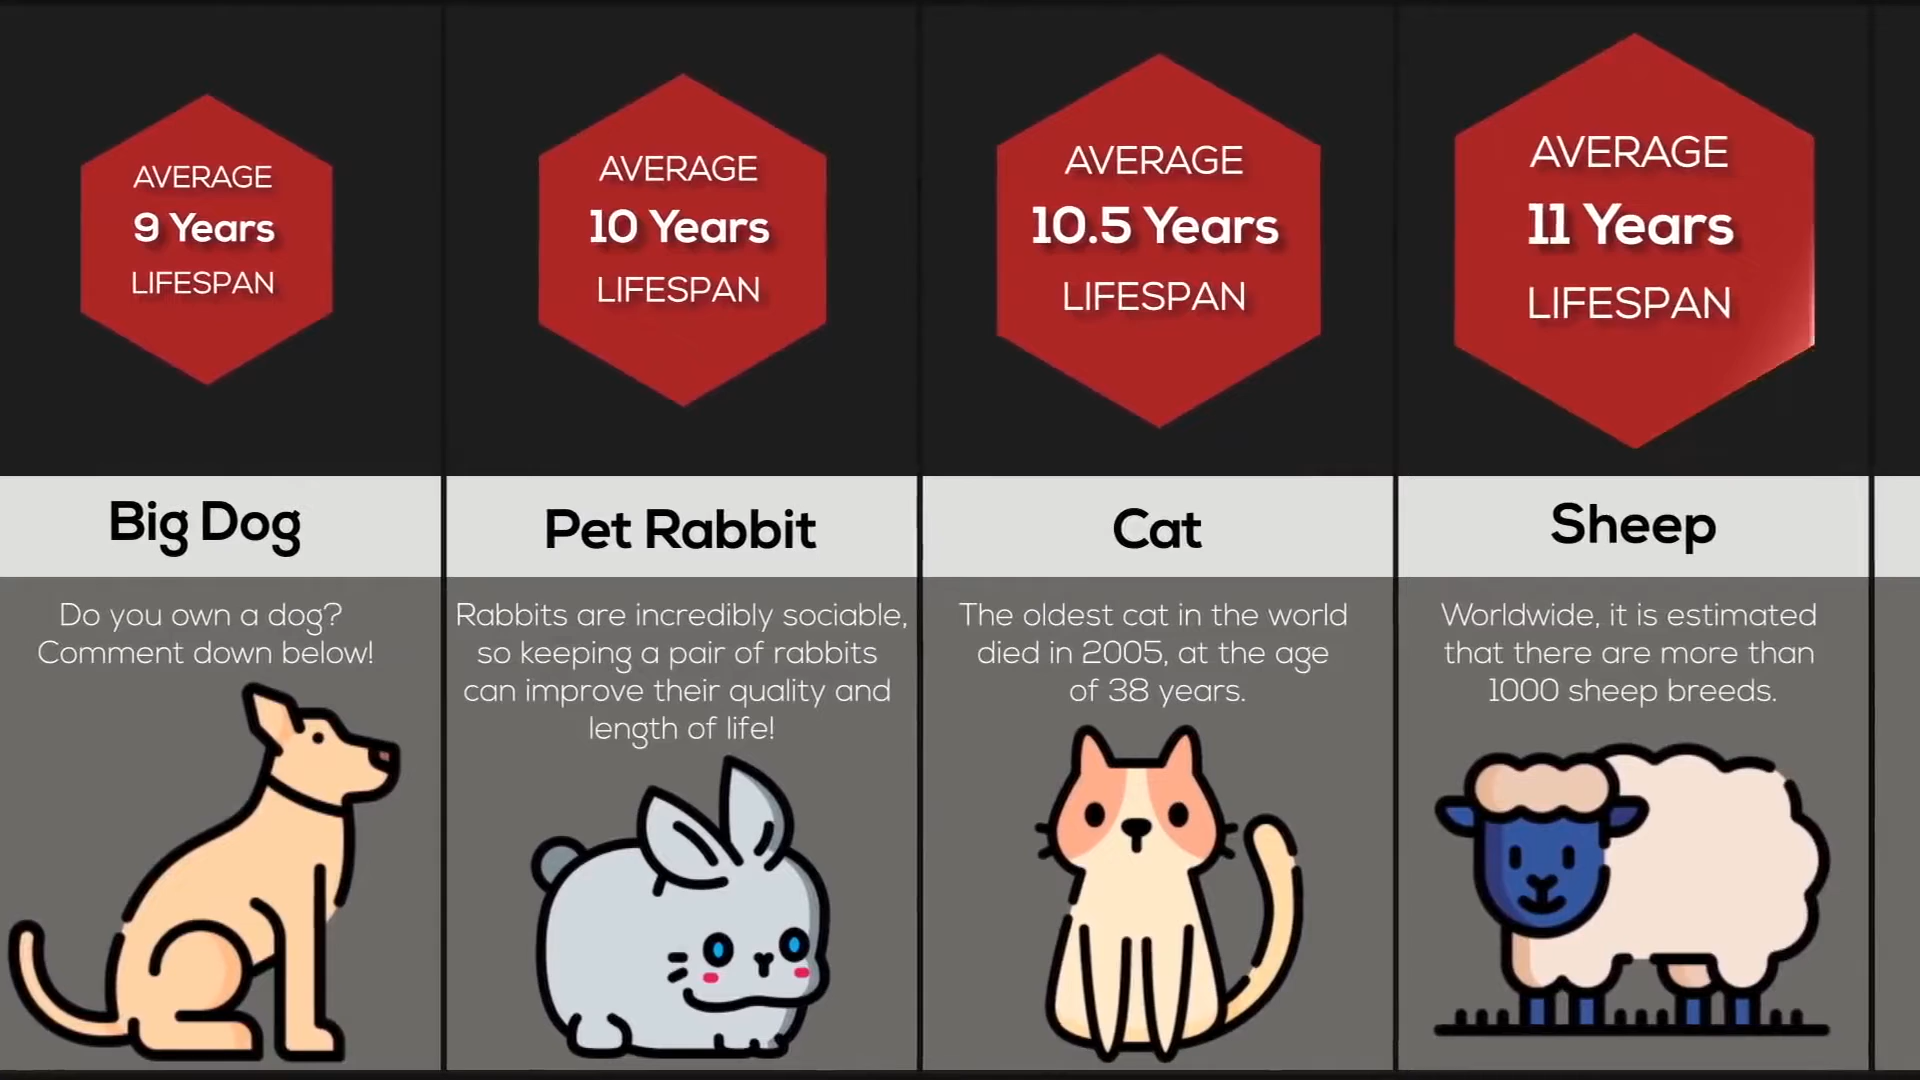 AVERAGE
9 Years
LIFESPAN
Big Dog
Do you own a dog?
Comment down below!
AVERAGE
10 Years
LIFESPAN
Pet Rabbit
Rabbits are incredibly sociable,
so keeping a pair of rabbits
can improve their quality and
length of life!
AVERAGE
10.5 Years
LIFESPAN
Cat
The oldest cat in the world
died in 2005, at the age
of 38 years.
AVERAGE
11 Years
LIFESPAN
Sheep
Worldwide, it is estimated
that there are more than
1000 sheep breeds.